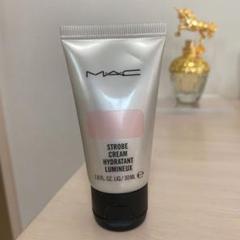 MAC
STROBE
CREAM
HYDRATANT
LUMINEUX